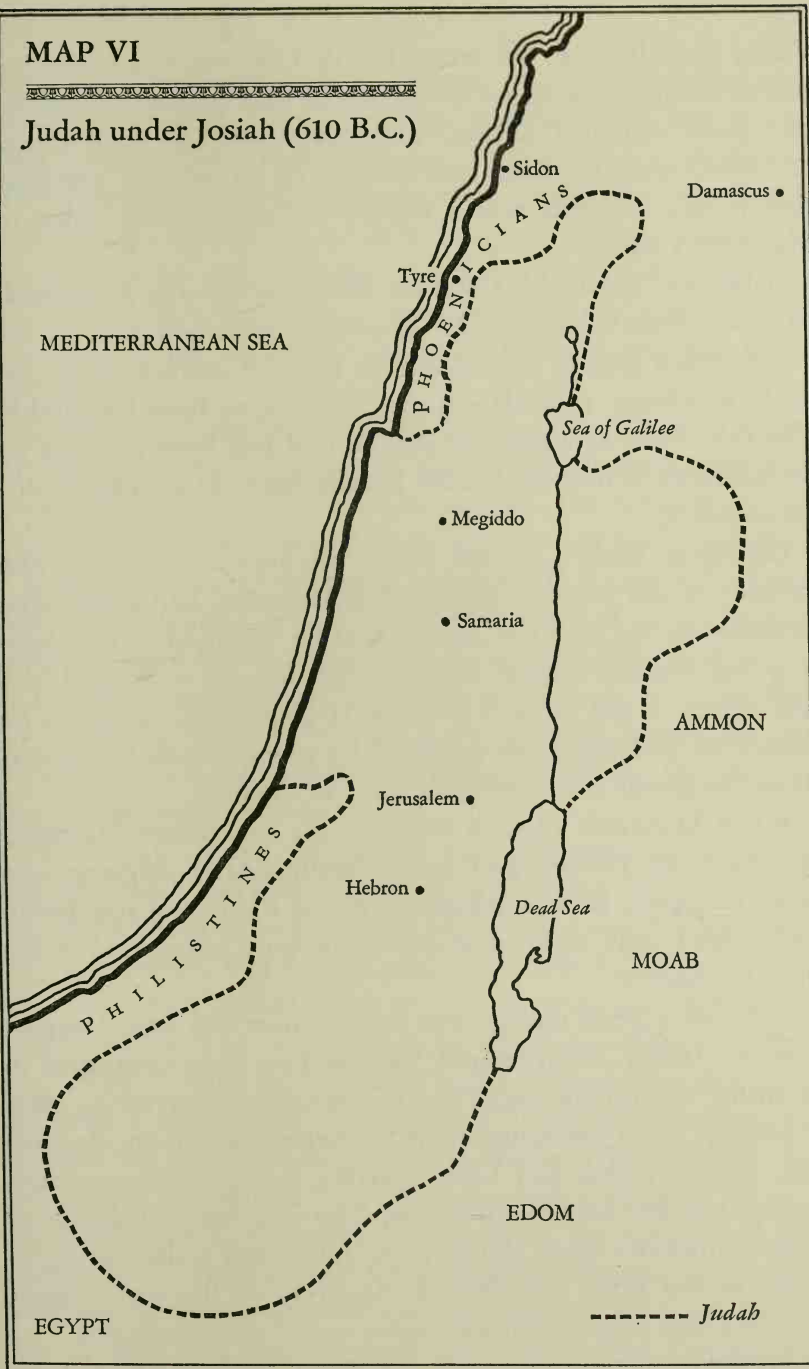 MAP VI
Judah under Josiah (610 B.C.)
Sidon
Damascus
PHOENICIANS
Tyre
MEDITERRANEAN SEA
Sea of Galilee
Megiddo
Samaria
AMMON
Jerusalem
PHILISTINES
Hebron
Dead Sea
MOAB
EDOM
Judah
EGYPT